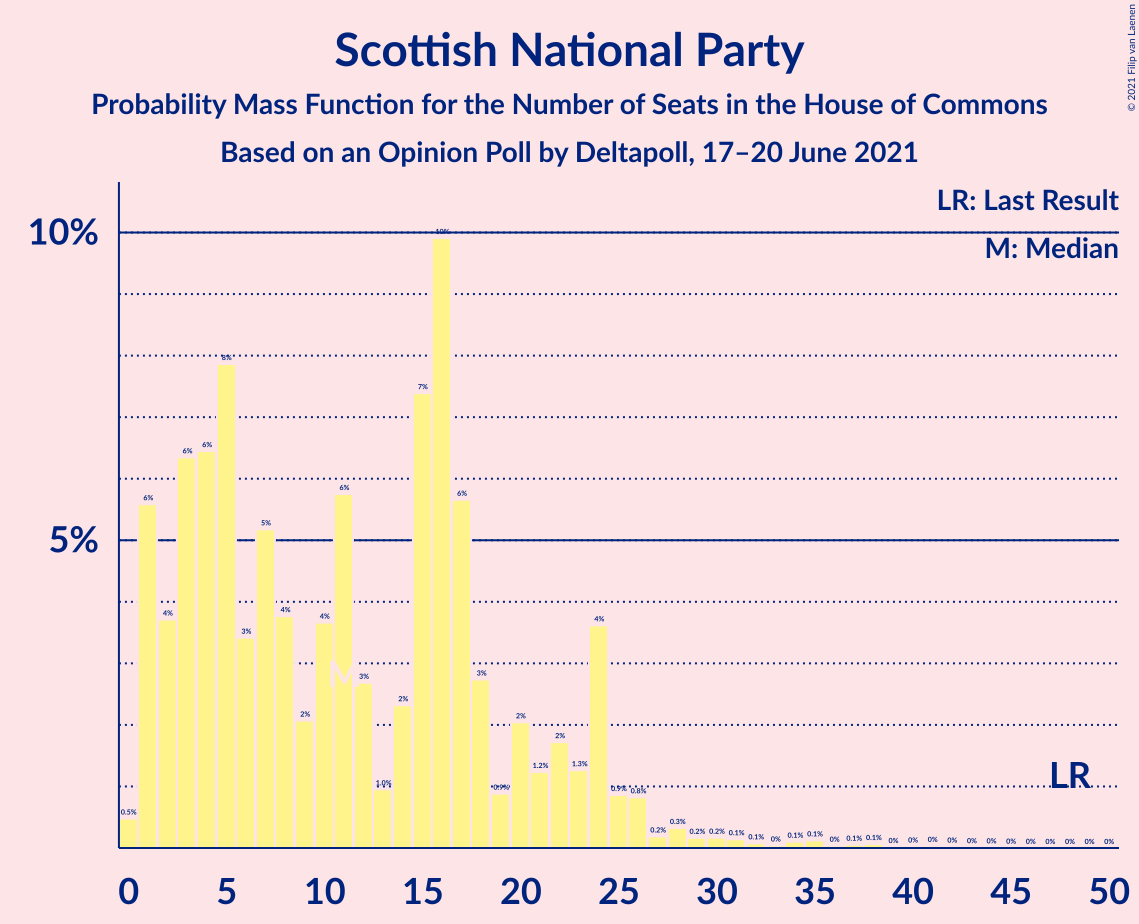 © 2021 Filip van Laenen
Scottish National Party
Probability Mass Function for the Number of Seats in the House of Commons
Based on an Opinion Poll by Deltapoll, 17–20 June 2021
LR: Last Result
M: Median
10%
5%
0.5% 6% 4% 6% 6% 8% 3% 5% 4% 2% 4% 6% 3% 1.0% 2% 7% 10% 6% 3% 0.9% 2% 1.2% 2% 1.3% 4% 0.9% 0.8% 0.2% 0.3% 0.2% 0.2% 0.1% 0.1% 0% 0.1% 0.1% 0% 0.1% 0.1% 0% 0% 0% 0% 0% 0% 0% 0% 0% 0% 0% 0%
M
LR
0 5 10 15 20 25 30 35 40 45 50